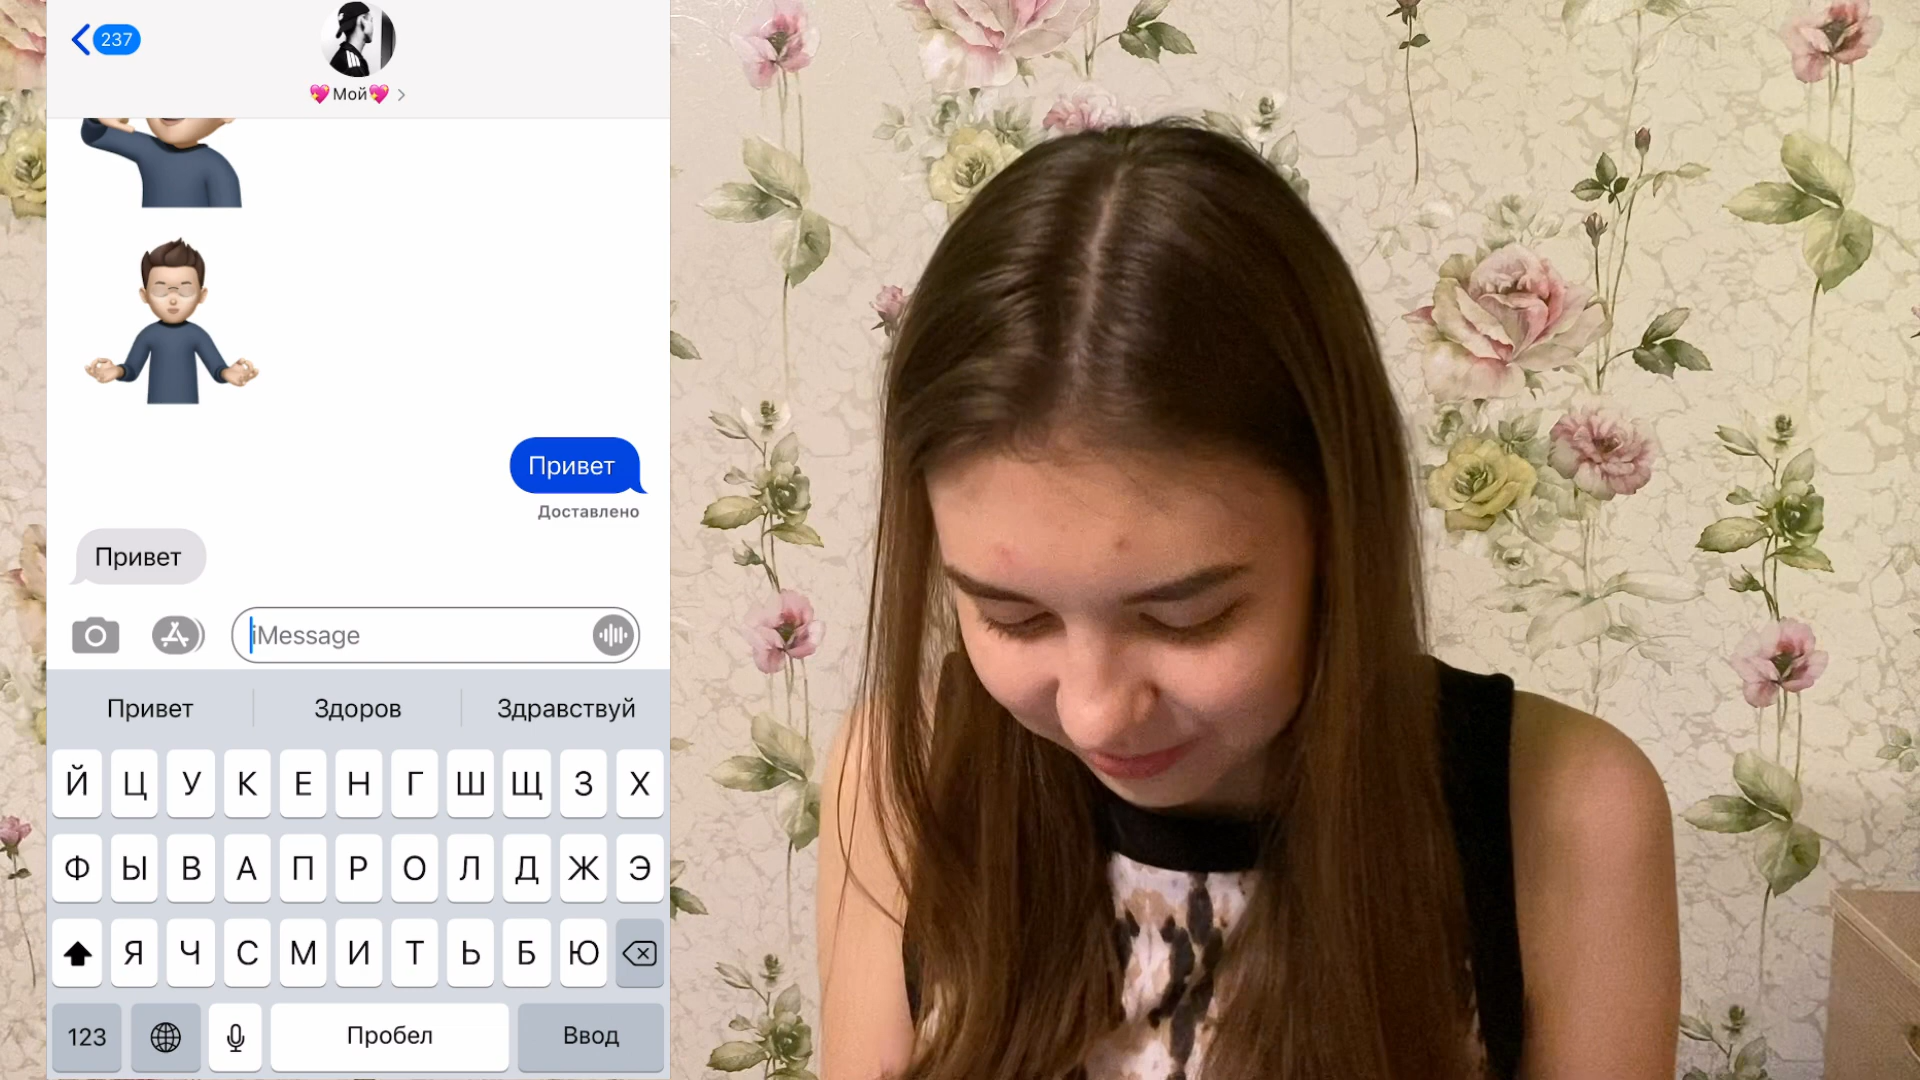 237
💖Мой💖
Привет
Доставлено
Привет
iMessage
Привет Здоров Здравствуй
Й Ц У К Е Н Г Ш Щ З Х
Ф Ы В А П Р О Л Д Ж Э
Я Ч С М И Т Ь Б Ю
123 Пробел Ввод